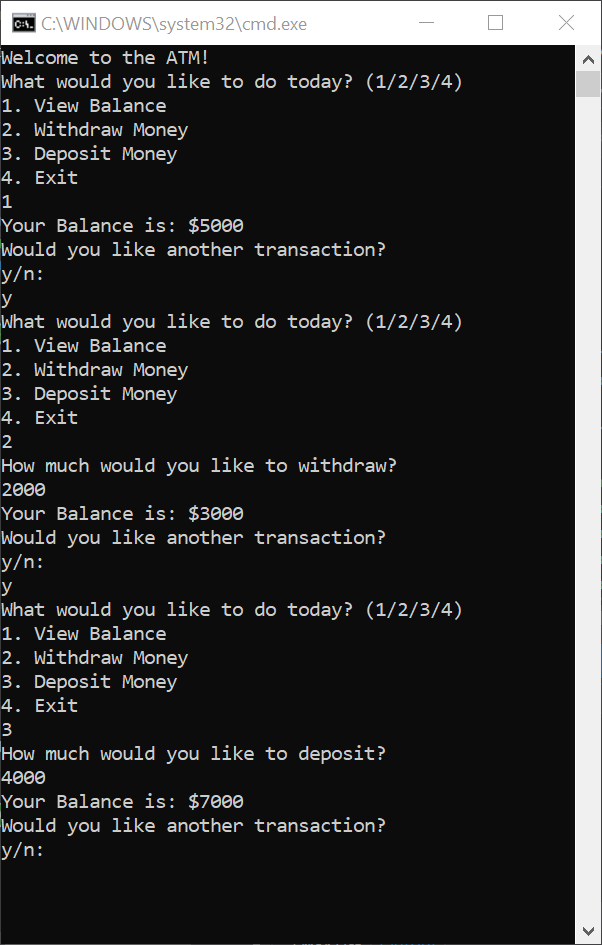 C:\WINDOWS\system32\cmd.exe
Welcome to the ATM!
What would you like to do today? (1/2/3/4)
1. View Balance
2. Withdraw Money
3. Deposit Money
4. Exit
1
Your Balance is: $5000
Would you like another transaction?
y/n:
y
What would you like to do today? (1/2/3/4)
1. View Balance
2. Withdraw Money
3. Deposit Money
4. Exit
2
How much would you like to withdraw?
2000
Your Balance is: $3000
Would you like another transaction?
y/n:
y
What would you like to do today? (1/2/3/4)
1. View Balance
2. Withdraw Money
3. Deposit Money
4. Exit
3
How much would you like to deposit?
4000
Your Balance is: $7000
Would you like another transaction?
y/n: